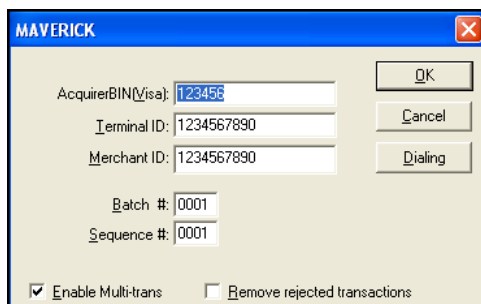 MAVERICK
OK
AcquirerBIN(Visa): 123456
Cancel
Terminal ID: 1234567890
Merchant ID: 1234567890
Dialing
Batch #: 0001
Sequence #: 0001
Enable Multi-trans Remove rejected transactions